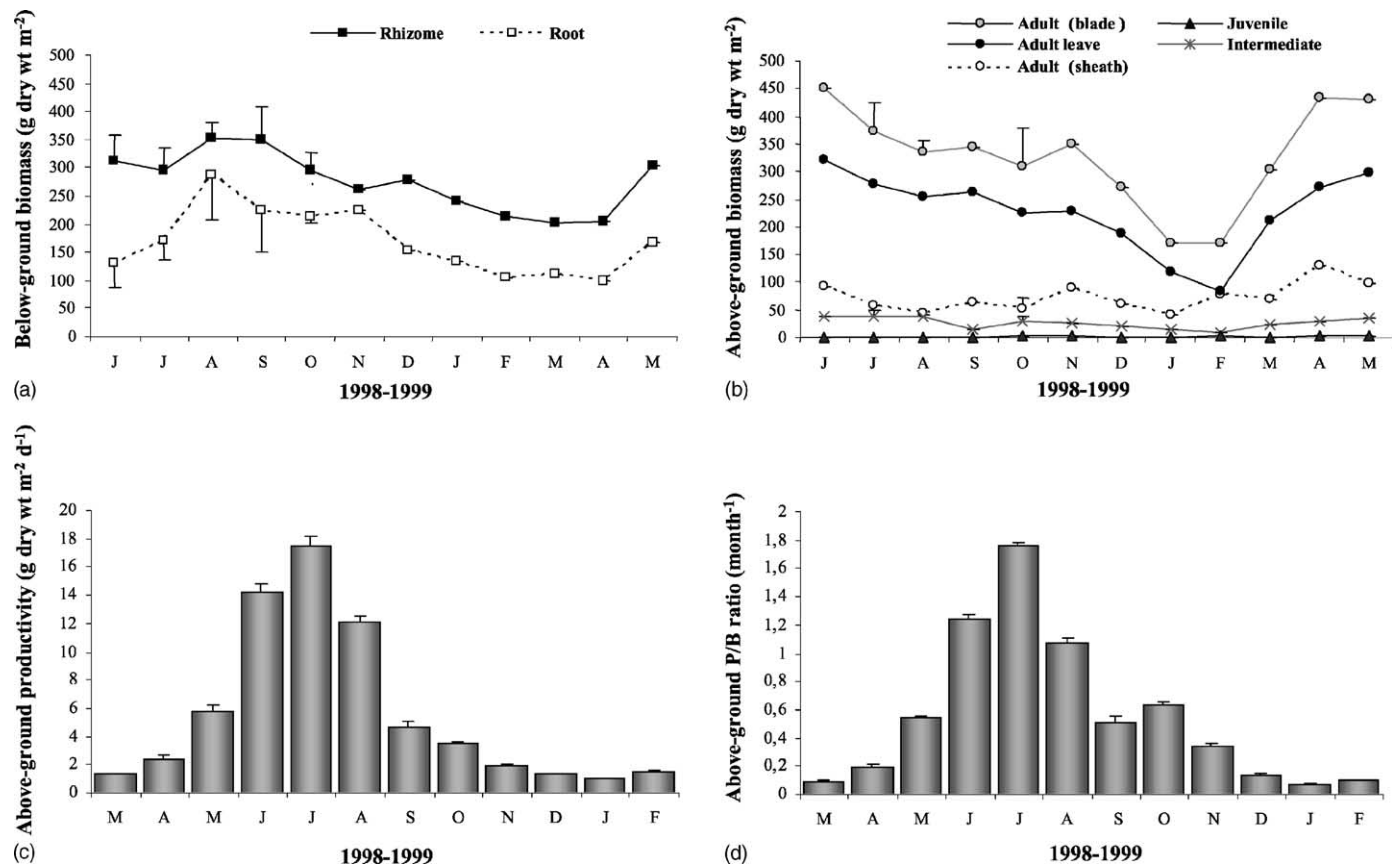 Rhizome Root
Below-ground biomass (g dry wt m⁻²)
500
450
400
350
300
250
200
150
100
50
0
J J A S O N D J F M A M
(a) 1998-1999
Adult (blade) Juvenile
Adult leave Intermediate
Adult (sheath)
Above-ground biomass (g dry wt m⁻²)
500
450
400
350
300
250
200
150
100
50
0
J J A S O N D J F M A M
(b) 1998-1999
Above-ground productivity (g dry wt m⁻² d⁻¹)
20
18
16
14
12
10
8
6
4
2
0
M A M J J A S O N D J F
(c) 1998-1999
Above-ground P/B ratio (month⁻¹)
2
1,8
1,6
1,4
1,2
1
0,8
0,6
0,4
0,2
0
M A M J J A S O N D J F
(d) 1998-1999